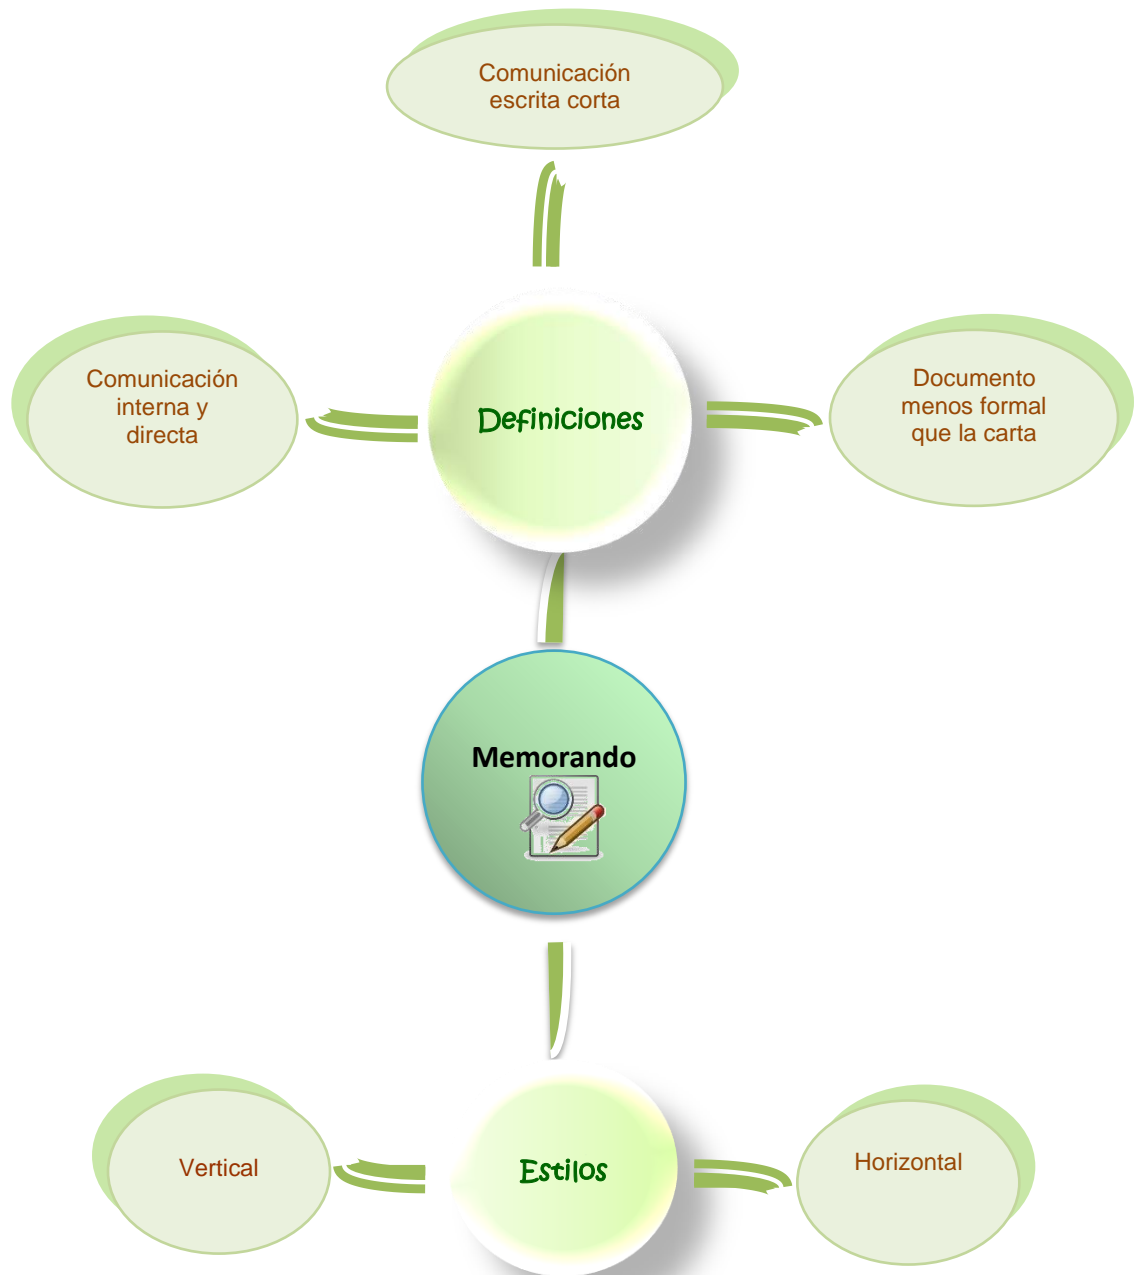 Comunicación
escrita corta
Comunicación
interna y
directa
Definiciones
Documento
menos formal
que la carta
Memorando
Vertical
Estilos
Horizontal